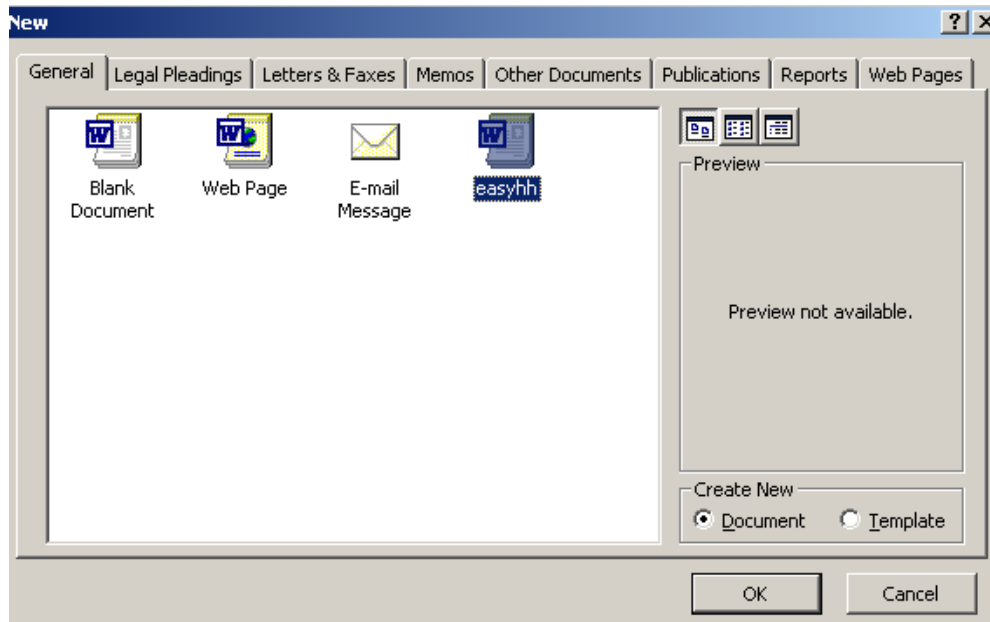 New
General Legal Pleadings Letters & Faxes Memos Other Documents Publications Reports Web Pages
Blank Document
Web Page
E-mail Message
easyhh
Preview
Preview not available.
Create New
Document Template
OK Cancel